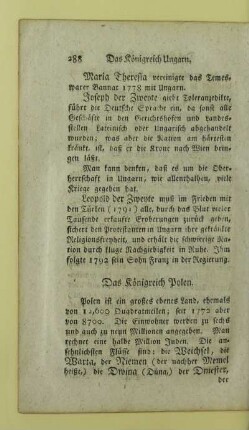 288 Das Königreich Ungarn.
Maria Theresia vereinigte das Temes-
warer Bannat 1778 mit Ungarn.
Joseph der Zweyte giebt Toleranzedikte,
führt die Deutsche Sprache ein, da sonst alle
Geschäfte in den Gerichtshöfen und Landes-
stellen Lateinisch oder Ungarisch abgehandelt
wurden; was aber die Nation am härtesten
kränkt, ist, daß er die Krone nach Wien brin-
gen läßt.
Man kann denken, daß es um die Ober-
herrschaft in Ungarn, wie allenthalben, viel
Kriege gegeben hat.
Leopold der Zweyte muß im Frieden mit
den Türken (1791) alle, durch das Blut vieler
Tausende erkaufte Eroberungen zurück geben,
sichert den Protestanten in Ungarn ihre gekränkte
Religionsfreyheit, und erhält die schwierige Na-
tion durch kluge Nachgiebigkeit in Ruhe. Ihm
folgte 1792 sein Sohn Franz in der Regierung.
Das Königreich Polen.
Polen ist ein großes ebenes Land, ehemals
von 12,000 Quadratmeilen; seit 1772 aber
von 8700. Die Einwohner werden zu sechs
und auch zu neun Millionen angegeben. Man
rechnet eine halbe Million Juden. Die an-
sehnlichsten Flüsse sind: die Weichsel, die
Warta, der Niemen (der nachher Memel
heißt,) die Dwina (Düna,) der Dniester,
der